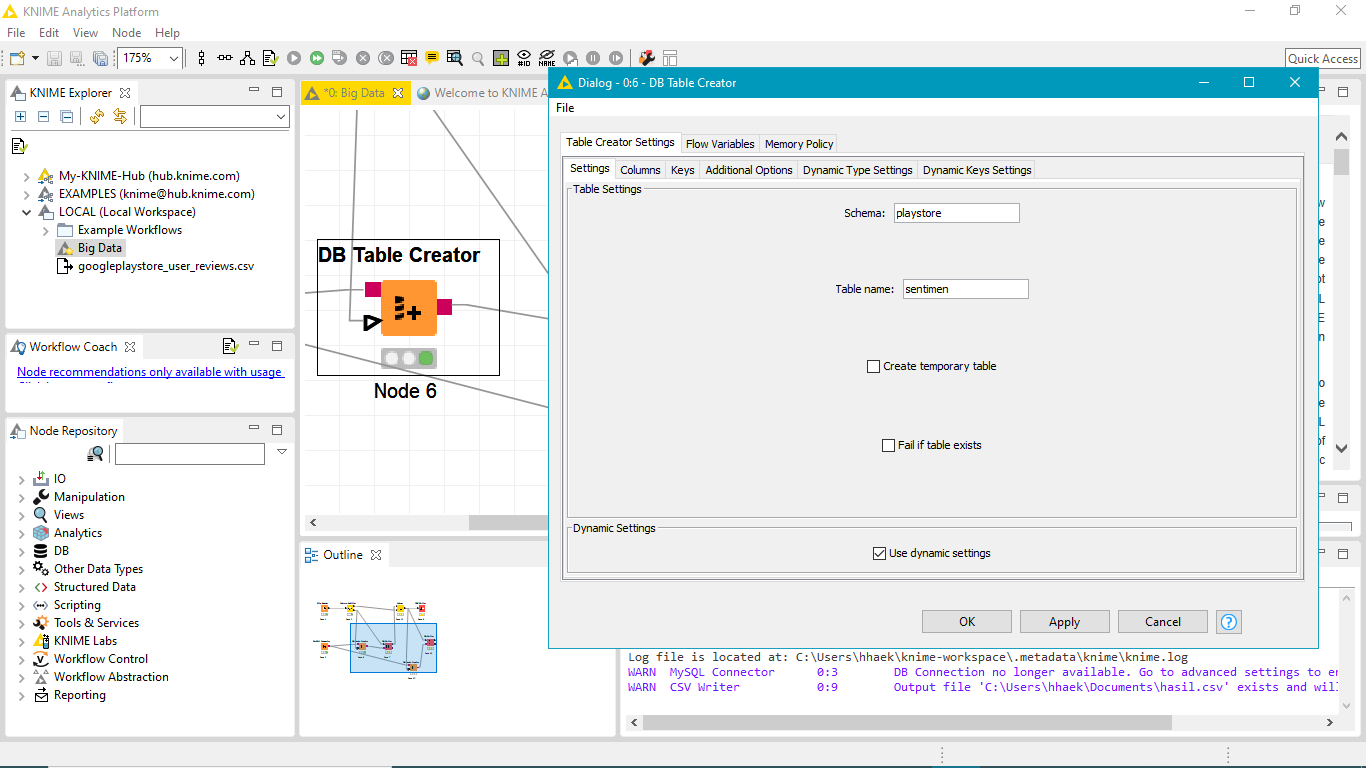 KNIME Analytics Platform
File Edit View Node Help
175%
Quick Access
KNIME Explorer
My-KNIME-Hub (hub.knime.com)
EXAMPLES (knime@hub.knime.com)
LOCAL (Local Workspace)
Example Workflows
Big Data
googleplaystore_user_reviews.csv
Workflow Coach
Node recommendations only available with usage
Node Repository
IO
Manipulation
Views
Analytics
DB
Other Data Types
Structured Data
Scripting
Tools & Services
KNIME Labs
Workflow Control
Workflow Abstraction
Reporting
*0: Big Data
Welcome to KNIME A
DB Table Creator
Node 6
Outline
Dialog - 0:6 - DB Table Creator
File
Table Creator Settings Flow Variables Memory Policy
Settings Columns Keys Additional Options Dynamic Type Settings Dynamic Keys Settings
Table Settings
Schema: playstore
Table name: sentimen
Create temporary table
Fail if table exists
Dynamic Settings
Use dynamic settings
OK Apply Cancel ?
Log file is located at: C:\Users\hhaek\knime-workspace\.metadata\knime\knime.log
WARN MySQL Connector 0:3 DB Connection no longer available. Go to advanced settings to er
WARN CSV Writer 0:9 Output file 'C:\Users\hhaek\Documents\hasil.csv' exists and wil